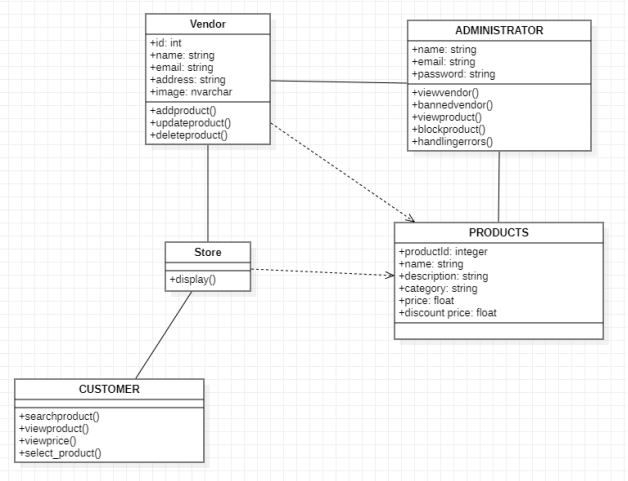 Vendor
+id: int
+name: string
+email: string
+address: string
+image: nvarchar
+addproduct()
+updateproduct()
+deleteproduct()
ADMINISTRATOR
+name: string
+email: string
+password: string
+viewvendor()
+bannedvendor()
+viewproduct()
+blockproduct()
+handlingerrors()
Store
+display()
PRODUCTS
+productId: integer
+name: string
+description: string
+category: string
+price: float
+discount price: float
CUSTOMER
+searchproduct()
+viewproduct()
+viewprice()
+select_product()